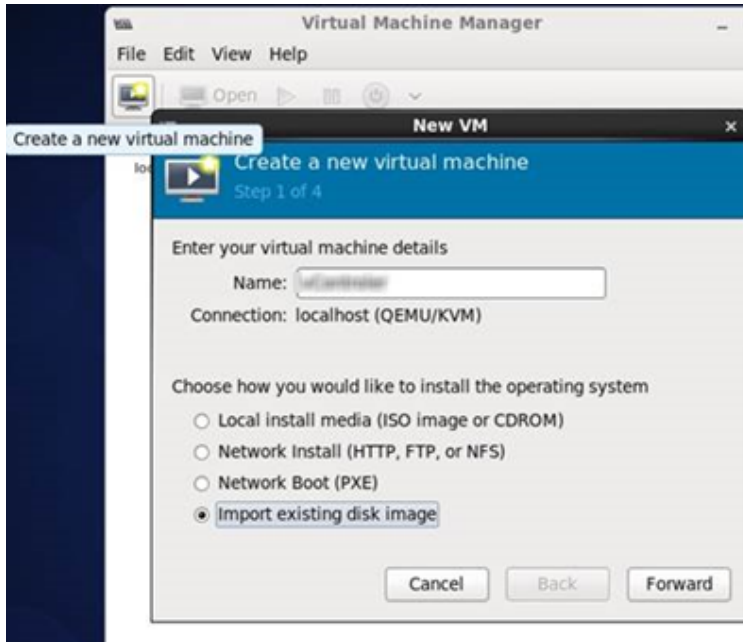 Virtual Machine Manager
File Edit View Help
Open
Create a new virtual machine
New VM
Create a new virtual machine
Step 1 of 4
Enter your virtual machine details
Name:
Connection: localhost (QEMU/KVM)
Choose how you would like to install the operating system
Local install media (ISO image or CDROM)
Network Install (HTTP, FTP, or NFS)
Network Boot (PXE)
Import existing disk image
Cancel Back Forward